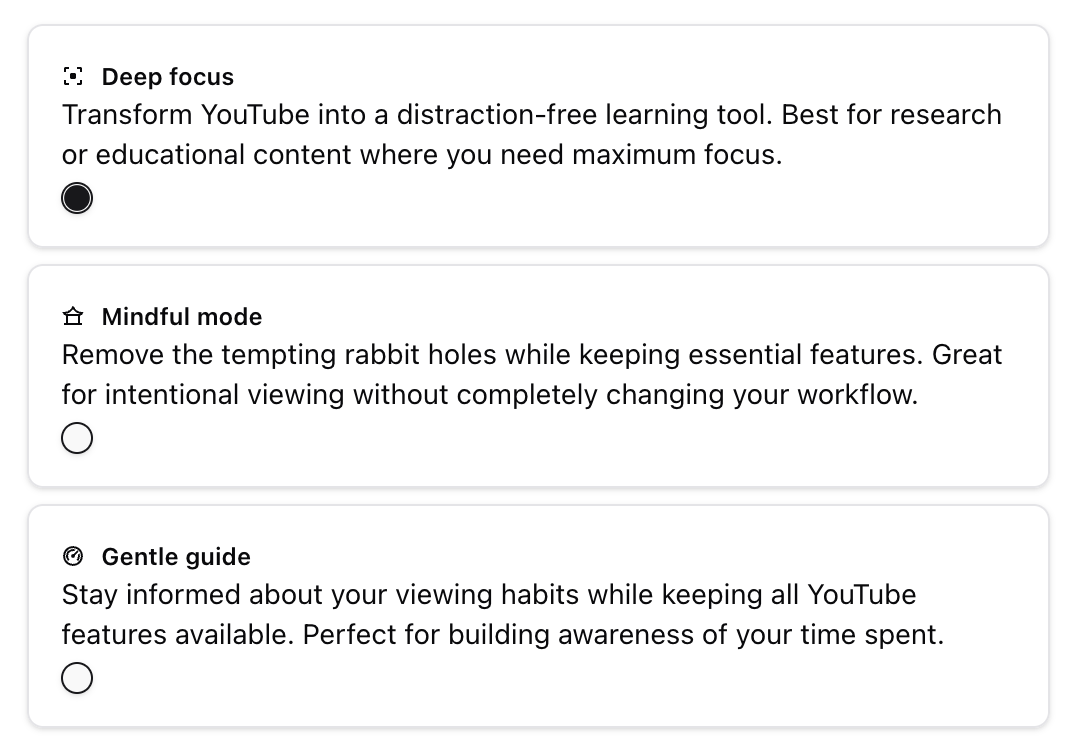 Deep focus
Transform YouTube into a distraction-free learning tool. Best for research
or educational content where you need maximum focus.
Mindful mode
Remove the tempting rabbit holes while keeping essential features. Great
for intentional viewing without completely changing your workflow.
Gentle guide
Stay informed about your viewing habits while keeping all YouTube
features available. Perfect for building awareness of your time spent.